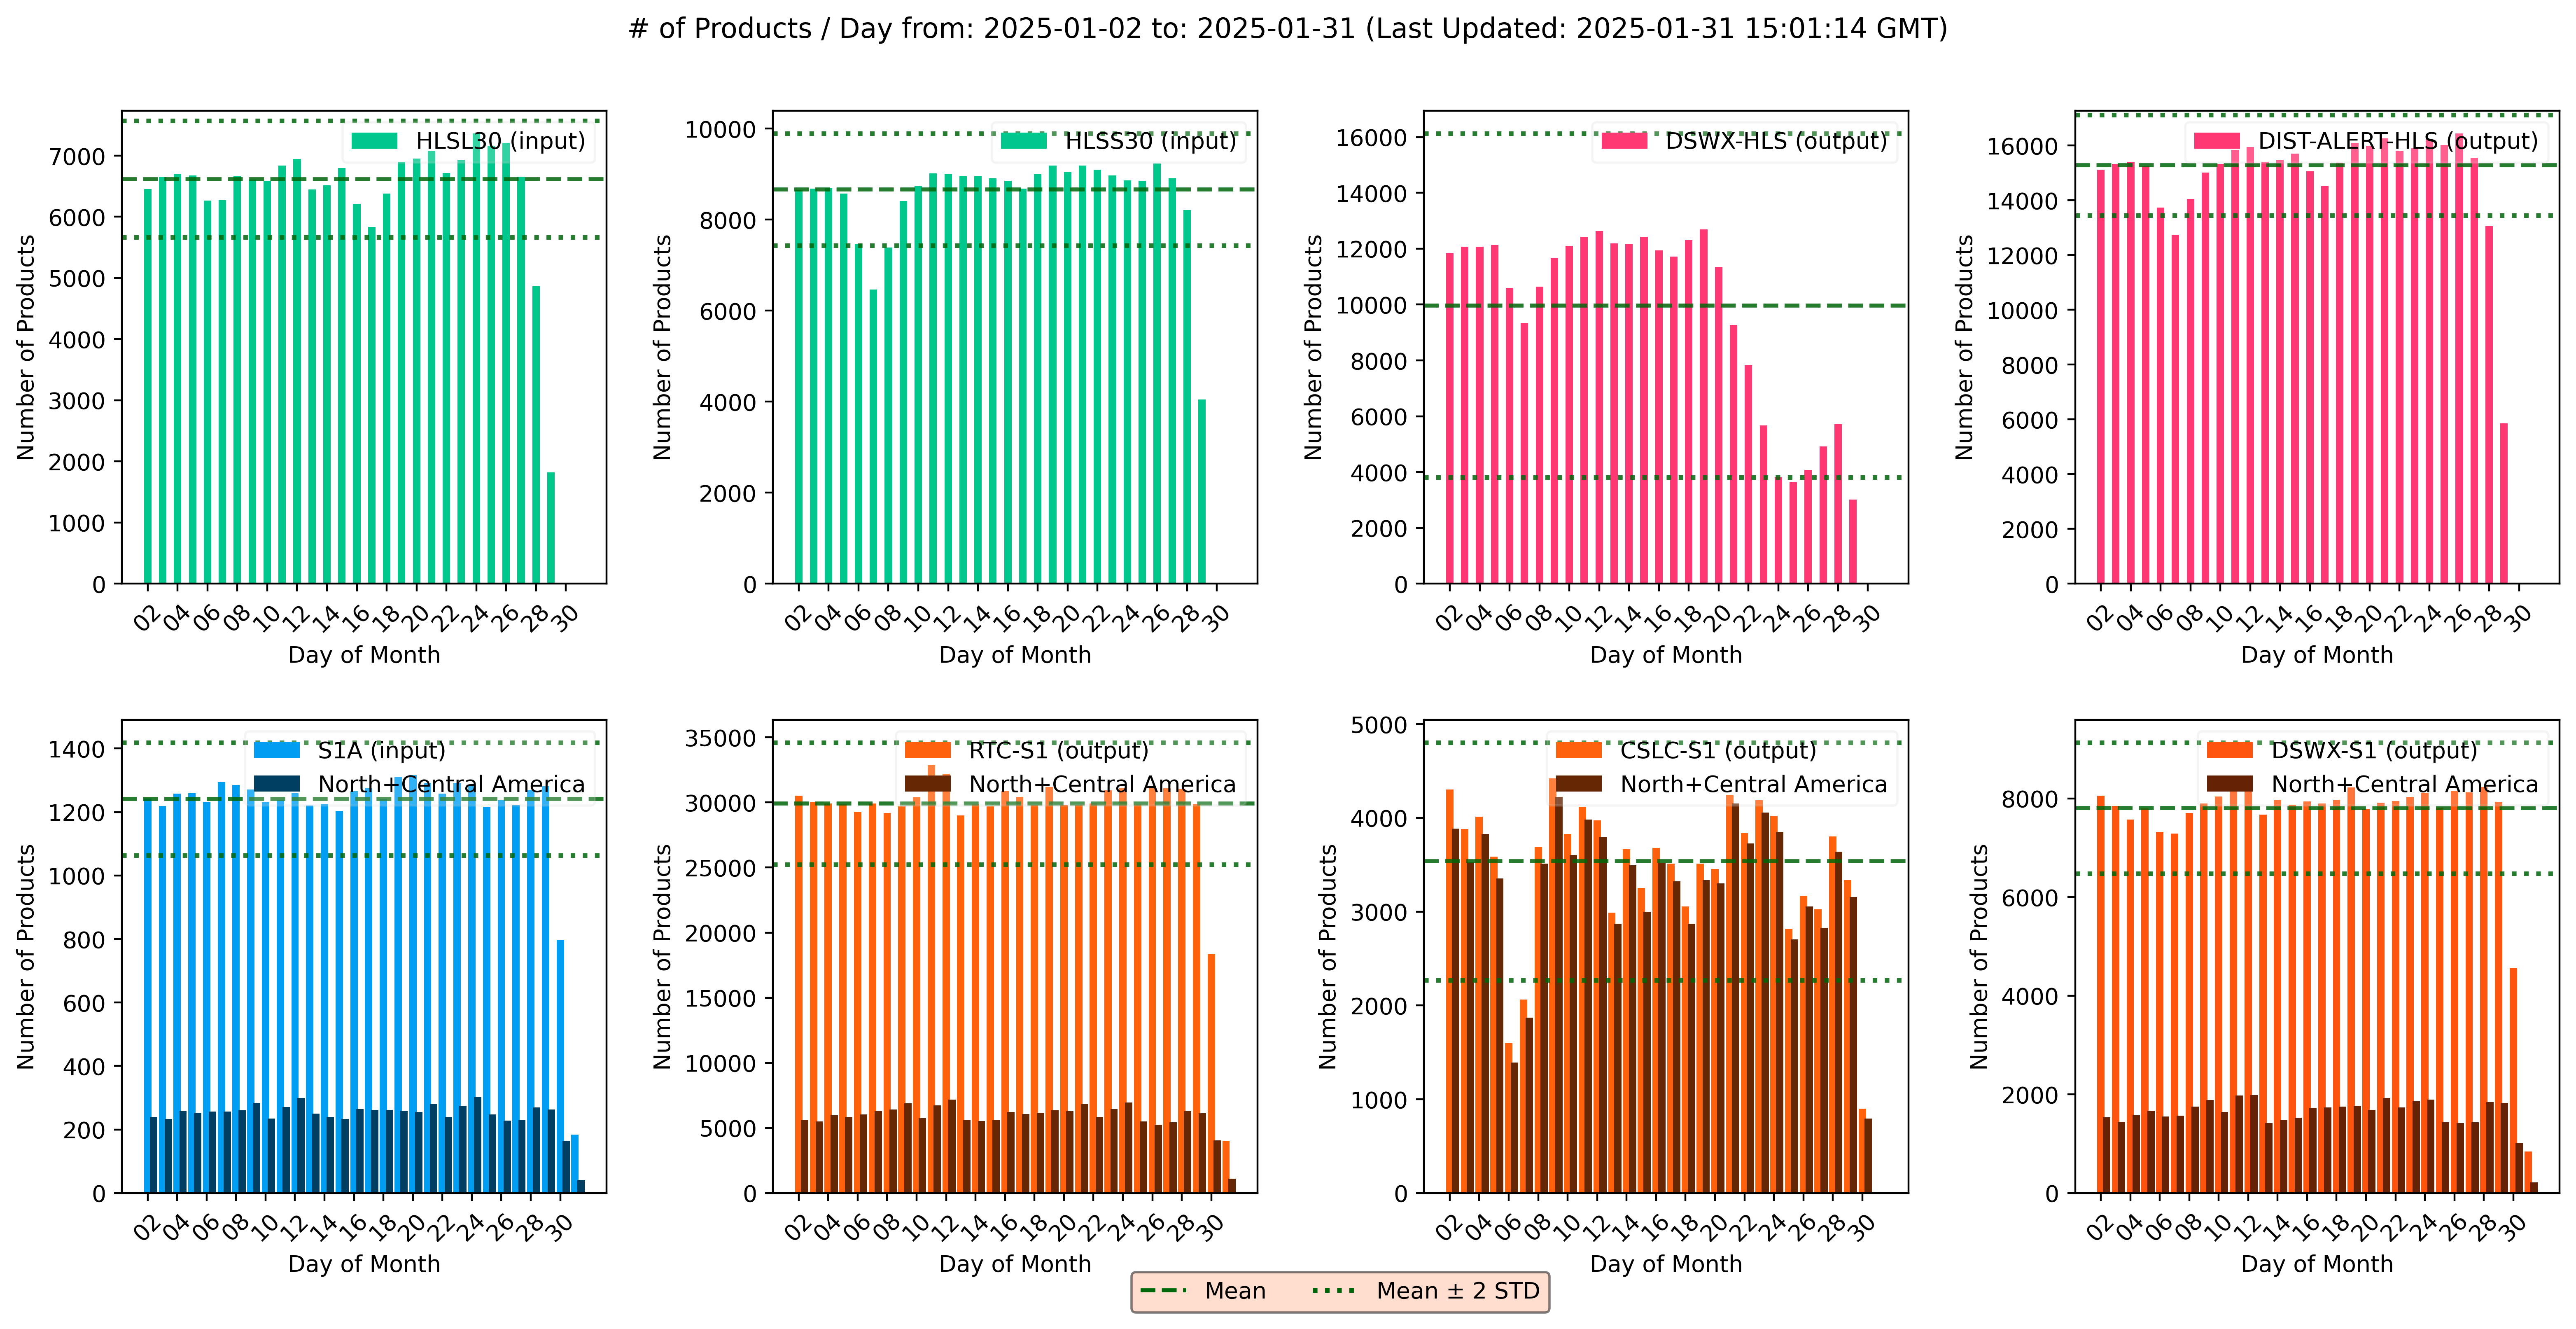 # of Products / Day from: 2025-01-02 to: 2025-01-31 (Last Updated: 2025-01-31 15:01:14 GMT)
HLSL30 (input)
Number of Products
7000
6000
5000
4000
3000
2000
1000
0
02 04 06 08 10 12 14 16 18 20 22 24 26 28 30
Day of Month
HLSS30 (input)
Number of Products
10000
8000
6000
4000
2000
0
02 04 06 08 10 12 14 16 18 20 22 24 26 28 30
Day of Month
DSWX-HLS (output)
Number of Products
16000
14000
12000
10000
8000
6000
4000
2000
0
02 04 06 08 10 12 14 16 18 20 22 24 26 28 30
Day of Month
DIST-ALERT-HLS (output)
Number of Products
16000
14000
12000
10000
8000
6000
4000
2000
0
02 04 06 08 10 12 14 16 18 20 22 24 26 28 30
Day of Month
S1A (input)
North+Central America
Number of Products
1400
1200
1000
800
600
400
200
0
02 04 06 08 10 12 14 16 18 20 22 24 26 28 30
Day of Month
RTC-S1 (output)
North+Central America
Number of Products
35000
30000
25000
20000
15000
10000
5000
0
02 04 06 08 10 12 14 16 18 20 22 24 26 28 30
Day of Month
CSLC-S1 (output)
North+Central America
Number of Products
5000
4000
3000
2000
1000
0
02 04 06 08 10 12 14 16 18 20 22 24 26 28 30
Day of Month
DSWX-S1 (output)
North+Central America
Number of Products
8000
6000
4000
2000
0
02 04 06 08 10 12 14 16 18 20 22 24 26 28 30
Day of Month
Mean
Mean ± 2 STD